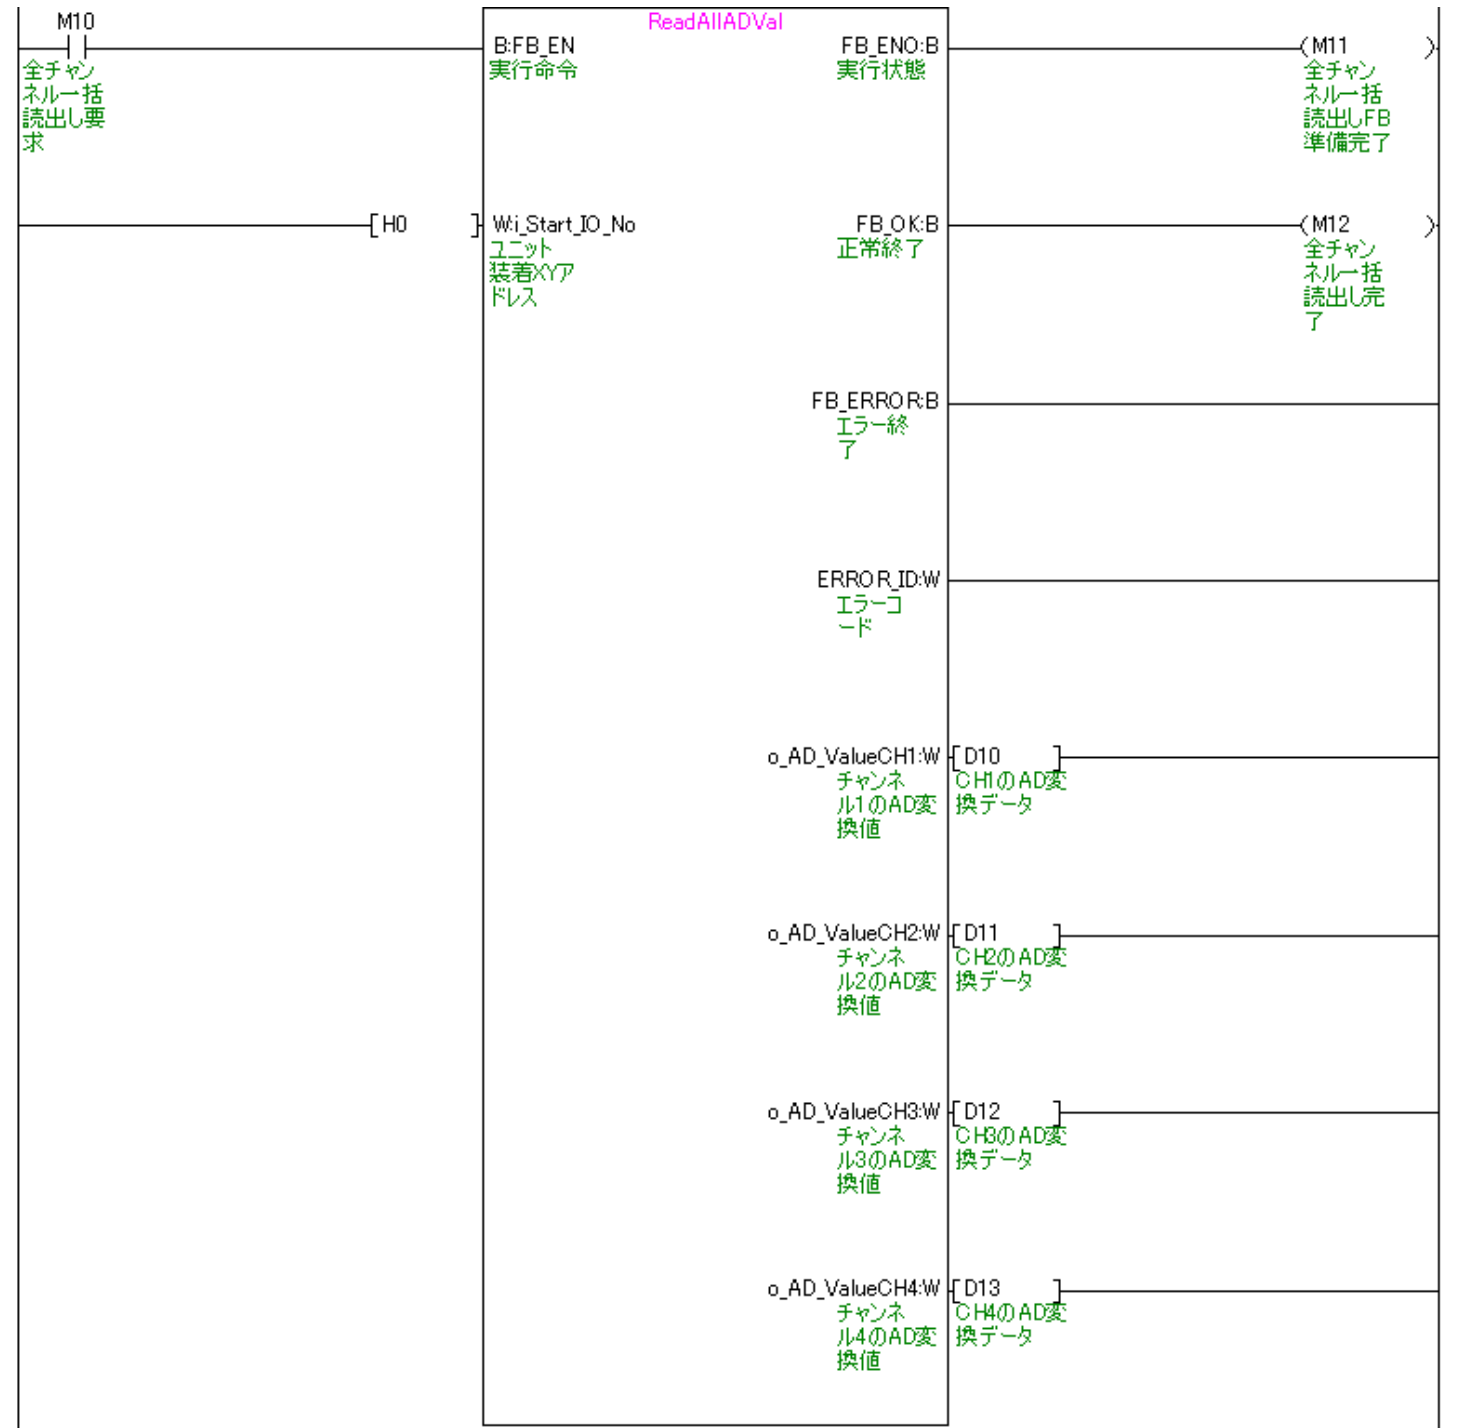 ReadAllADVal
M10
全チャン
ネル一括
読出し要
求
B:FB_EN
実行命令
FB_ENO:B
実行状態
(M11 )
全チャン
ネル一括
読出しFB
準備完了
[H0 ]
W:i_Start_IO_No
ユニット
装着XYア
ドレス
FB_OK:B
正常終了
(M12 )
全チャン
ネル一括
読出し完
了
FB_ERROR:B
エラー終
了
ERROR_ID:W
エラーコ
ード
o_AD_ValueCH1:W
チャンネ
ル1のAD変
換値
[D10 ]
CH1のAD変
換データ
o_AD_ValueCH2:W
チャンネ
ル2のAD変
換値
[D11 ]
CH2のAD変
換データ
o_AD_ValueCH3:W
チャンネ
ル3のAD変
換値
[D12 ]
CH3のAD変
換データ
o_AD_ValueCH4:W
チャンネ
ル4のAD変
換値
[D13 ]
CH4のAD変
換データ